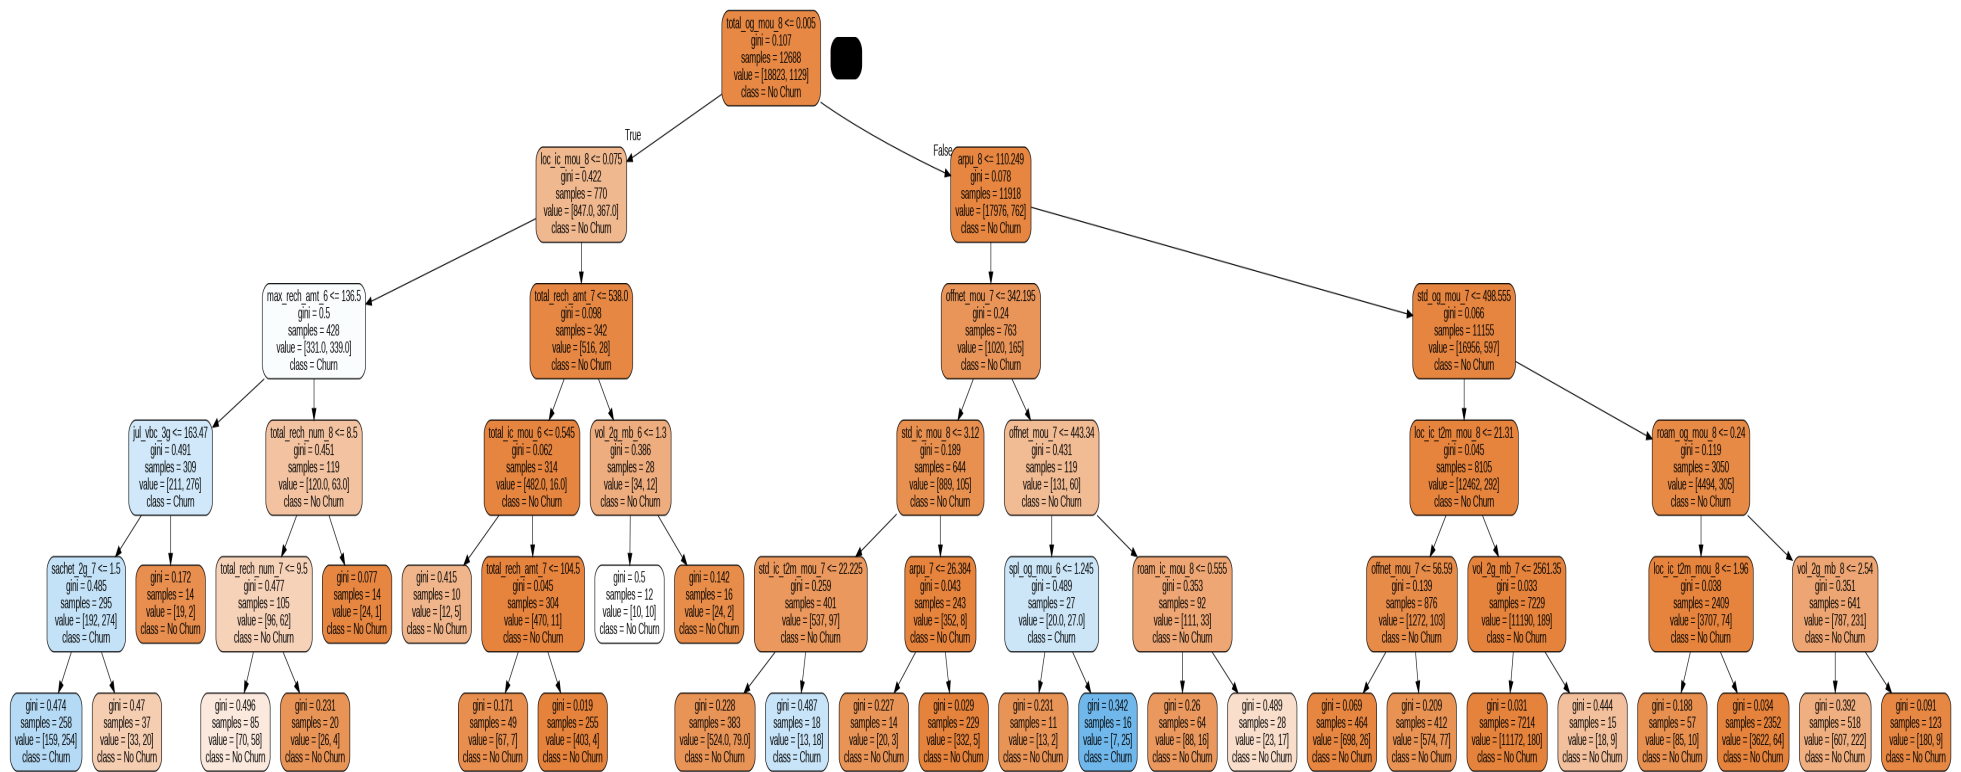 total_og_mou_8 <= 0.005
gini = 0.107
samples = 12688
value = [18823, 1129]
class = No Churn
True
False
loc_ic_mou_8 <= 0.075
gini = 0.422
samples = 770
value = [847.0, 367.0]
class = No Churn
arpu_8 <= 110.249
gini = 0.078
samples = 11918
value = [17976, 762]
class = No Churn
max_rech_amt_6 <= 136.5
gini = 0.5
samples = 428
value = [331.0, 339.0]
class = Churn
total_rech_amt_7 <= 538.0
gini = 0.098
samples = 342
value = [516, 28]
class = No Churn
offnet_mou_7 <= 342.195
gini = 0.24
samples = 763
value = [1020, 165]
class = No Churn
std_og_mou_7 <= 498.555
gini = 0.066
samples = 11155
value = [16956, 597]
class = No Churn
jul_vbc_3g <= 163.47
gini = 0.491
samples = 309
value = [211, 276]
class = Churn
total_rech_num_8 <= 8.5
gini = 0.451
samples = 119
value = [120.0, 63.0]
class = No Churn
total_ic_mou_6 <= 0.545
gini = 0.062
samples = 314
value = [482.0, 16.0]
class = No Churn
vol_2g_mb_6 <= 1.3
gini = 0.386
samples = 28
value = [34, 12]
class = No Churn
std_ic_mou_8 <= 3.12
gini = 0.189
samples = 644
value = [889, 105]
class = No Churn
offnet_mou_7 <= 443.34
gini = 0.431
samples = 119
value = [131, 60]
class = No Churn
loc_ic_t2m_mou_8 <= 21.31
gini = 0.045
samples = 8105
value = [12462, 292]
class = No Churn
roam_og_mou_8 <= 0.24
gini = 0.119
samples = 3050
value = [4494, 305]
class = No Churn
sachet_2g_7 <= 1.5
gini = 0.485
samples = 295
value = [192, 274]
class = Churn
gini = 0.172
samples = 14
value = [19, 2]
class = No Churn
total_rech_num_7 <= 9.5
gini = 0.477
samples = 105
value = [96, 62]
class = No Churn
gini = 0.077
samples = 14
value = [24, 1]
class = No Churn
gini = 0.415
samples = 10
value = [12, 5]
class = No Churn
total_rech_amt_7 <= 104.5
gini = 0.045
samples = 304
value = [470, 11]
class = No Churn
gini = 0.5
samples = 12
value = [10, 10]
class = No Churn
gini = 0.142
samples = 16
value = [24, 2]
class = No Churn
std_ic_t2m_mou_7 <= 22.225
gini = 0.259
samples = 401
value = [537, 97]
class = No Churn
arpu_7 <= 26.384
gini = 0.043
samples = 243
value = [352, 8]
class = No Churn
spl_og_mou_6 <= 1.245
gini = 0.489
samples = 27
value = [20.0, 27.0]
class = Churn
roam_ic_mou_8 <= 0.555
gini = 0.353
samples = 92
value = [111, 33]
class = No Churn
offnet_mou_7 <= 56.59
gini = 0.139
samples = 876
value = [1272, 103]
class = No Churn
vol_2g_mb_7 <= 2561.35
gini = 0.033
samples = 7229
value = [11190, 189]
class = No Churn
loc_ic_t2m_mou_8 <= 1.96
gini = 0.038
samples = 2409
value = [3707, 74]
class = No Churn
vol_2g_mb_8 <= 2.54
gini = 0.351
samples = 641
value = [787, 231]
class = No Churn
gini = 0.474
samples = 258
value = [159, 254]
class = Churn
gini = 0.47
samples = 37
value = [33, 20]
class = No Churn
gini = 0.496
samples = 85
value = [70, 58]
class = No Churn
gini = 0.231
samples = 20
value = [26, 4]
class = No Churn
gini = 0.171
samples = 49
value = [67, 7]
class = No Churn
gini = 0.019
samples = 255
value = [403, 4]
class = No Churn
gini = 0.228
samples = 383
value = [524.0, 79.0]
class = No Churn
gini = 0.487
samples = 18
value = [13, 18]
class = Churn
gini = 0.227
samples = 14
value = [20, 3]
class = No Churn
gini = 0.029
samples = 229
value = [332, 5]
class = No Churn
gini = 0.231
samples = 11
value = [13, 2]
class = No Churn
gini = 0.342
samples = 16
value = [7, 25]
class = Churn
gini = 0.26
samples = 64
value = [88, 16]
class = No Churn
gini = 0.489
samples = 28
value = [23, 17]
class = No Churn
gini = 0.069
samples = 464
value = [698, 26]
class = No Churn
gini = 0.209
samples = 412
value = [574, 77]
class = No Churn
gini = 0.031
samples = 7214
value = [11172, 180]
class = No Churn
gini = 0.444
samples = 15
value = [18, 9]
class = No Churn
gini = 0.188
samples = 57
value = [85, 10]
class = No Churn
gini = 0.034
samples = 2352
value = [3622, 64]
class = No Churn
gini = 0.392
samples = 518
value = [607, 222]
class = No Churn
gini = 0.091
samples = 123
value = [180, 9]
class = No Churn